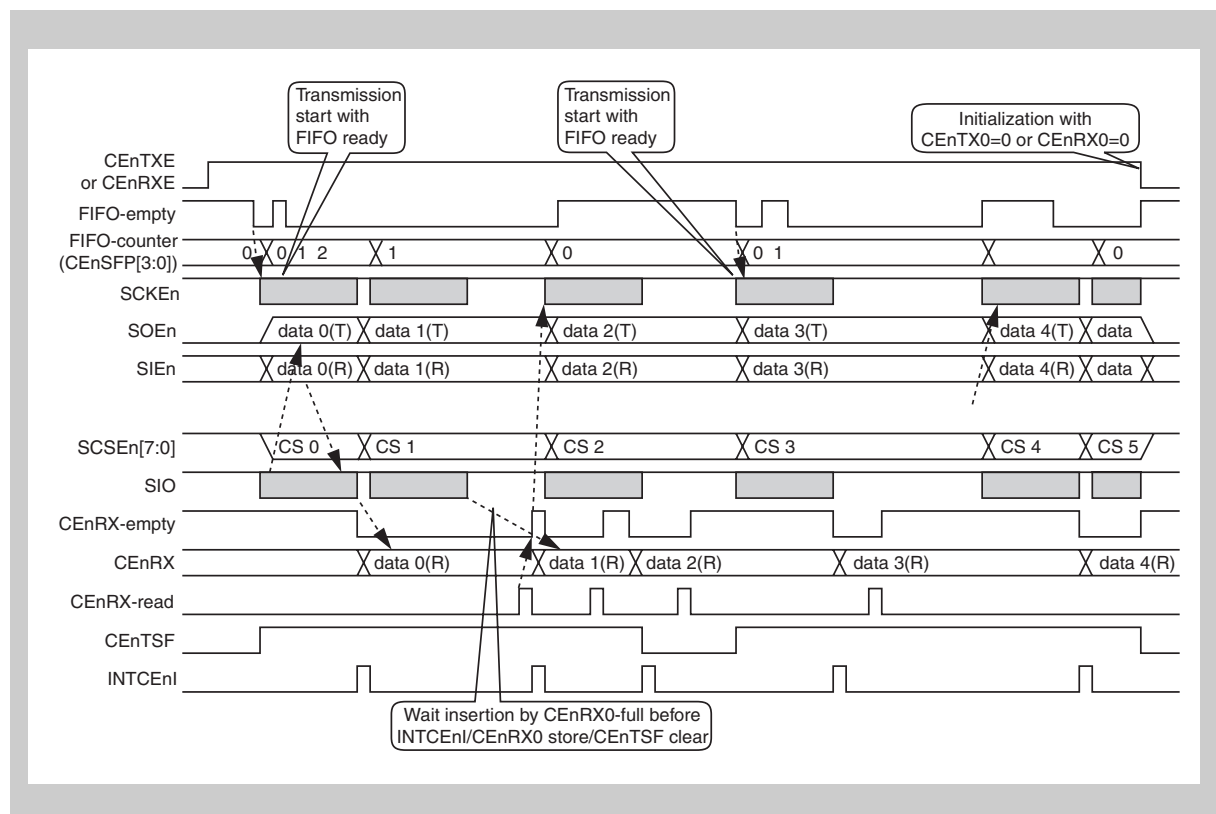 Transmission
start with
FIFO ready
Transmission
start with
FIFO ready
Initialization with
CEnTX0=0 or CEnRX0=0
CEnTXE
or CEnRXE
FIFO-empty
FIFO-counter
(CEnSFP[3:0])
0 0 1 2 1 0 0 1 0
SCKEn
SOEn data 0(T) data 1(T) data 2(T) data 3(T) data 4(T) data
SIEn data 0(R) data 1(R) data 2(R) data 3(R) data 4(R) data
SCSEn[7:0] CS 0 CS 1 CS 2 CS 3 CS 4 CS 5
SIO
CEnRX-empty
CEnRX data 0(R) data 1(R) data 2(R) data 3(R) data 4(R)
CEnRX-read
CEnTSF
INTCEnI
Wait insertion by CEnRX0-full before
INTCEnI/CEnRX0 store/CEnTSF clear